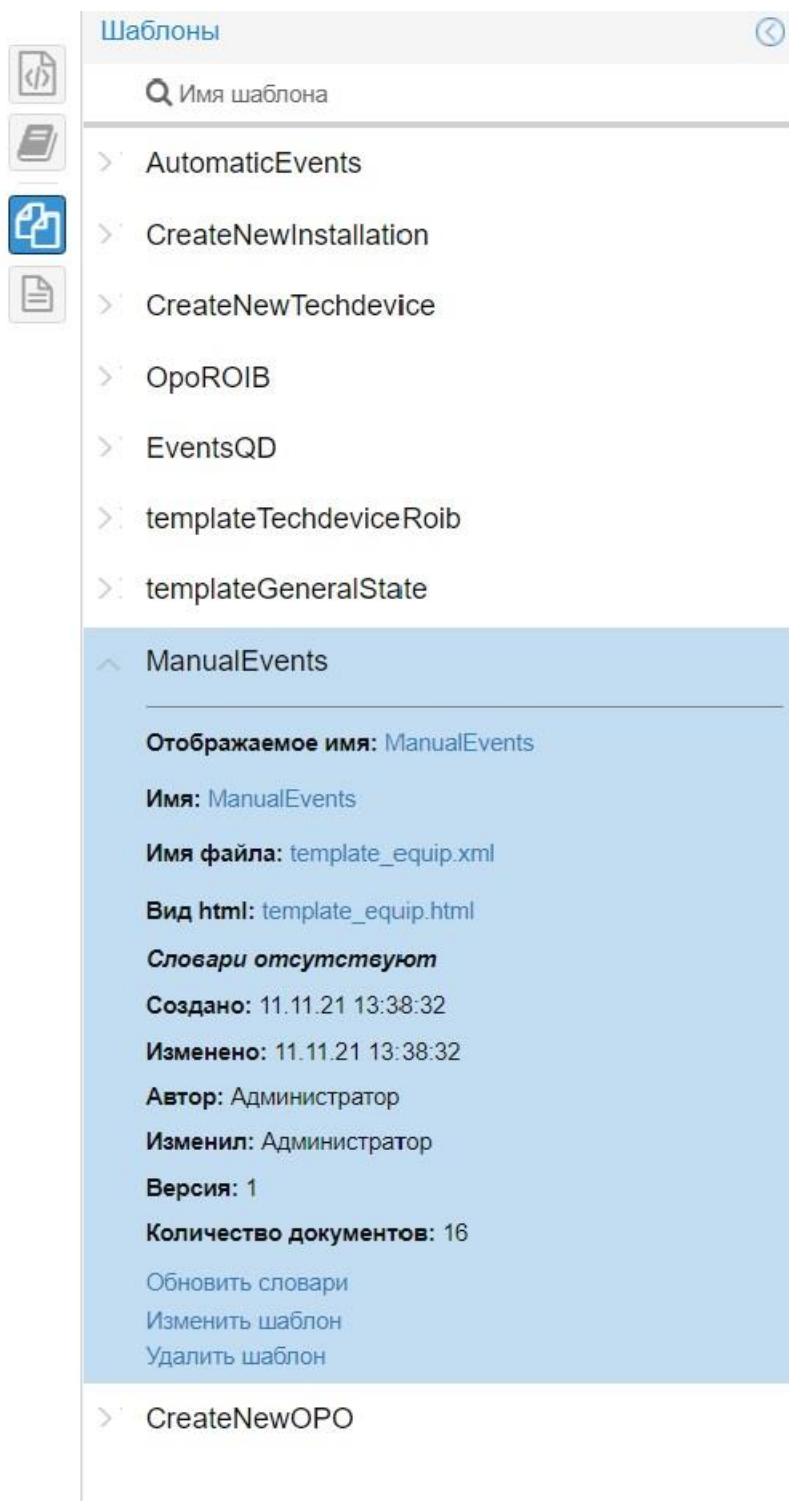 Шаблоны
Имя шаблона
AutomaticEvents
CreateNewInstallation
CreateNewTechdevice
OpoROIB
EventsQD
templateTechdeviceRoib
templateGeneralState
ManualEvents
Отображаемое имя: ManualEvents
Имя: ManualEvents
Имя файла: template_equip.xml
Вид html: template_equip.html
Словари отсутствуют
Создано: 11.11.21 13:38:32
Изменено: 11.11.21 13:38:32
Автор: Администратор
Изменил: Администратор
Версия: 1
Количество документов: 16
Обновить словари
Изменить шаблон
Удалить шаблон
CreateNewOPO